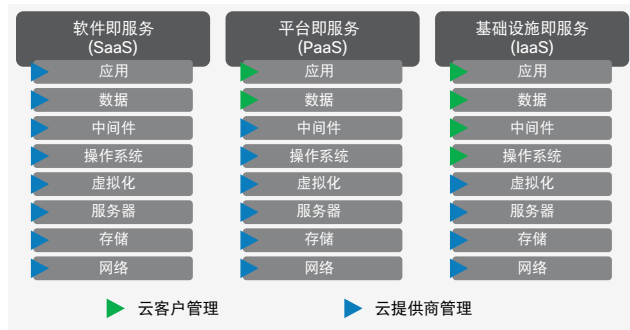 软件即服务
(SaaS)
应用
数据
中间件
操作系统
虚拟化
服务器
存储
网络
平台即服务
(PaaS)
应用
数据
中间件
操作系统
虚拟化
服务器
存储
网络
基础设施即服务
(IaaS)
应用
数据
中间件
操作系统
虚拟化
服务器
存储
网络
云客户管理
云提供商管理